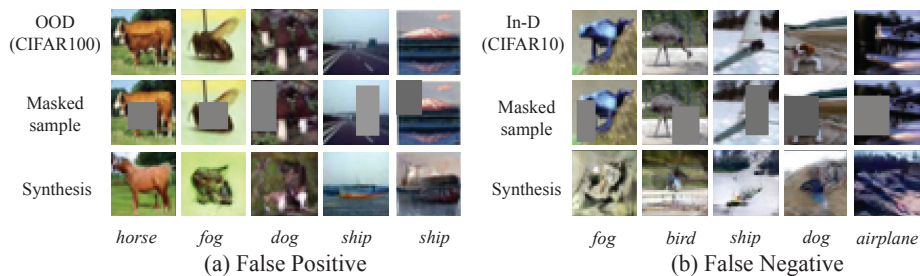 OOD
(CIFAR100)
Masked
sample
Synthesis
horse fog dog ship ship
(a) False Positive
In-D
(CIFAR10)
Masked
sample
Synthesis
fog bird ship dog airplane
(b) False Negative